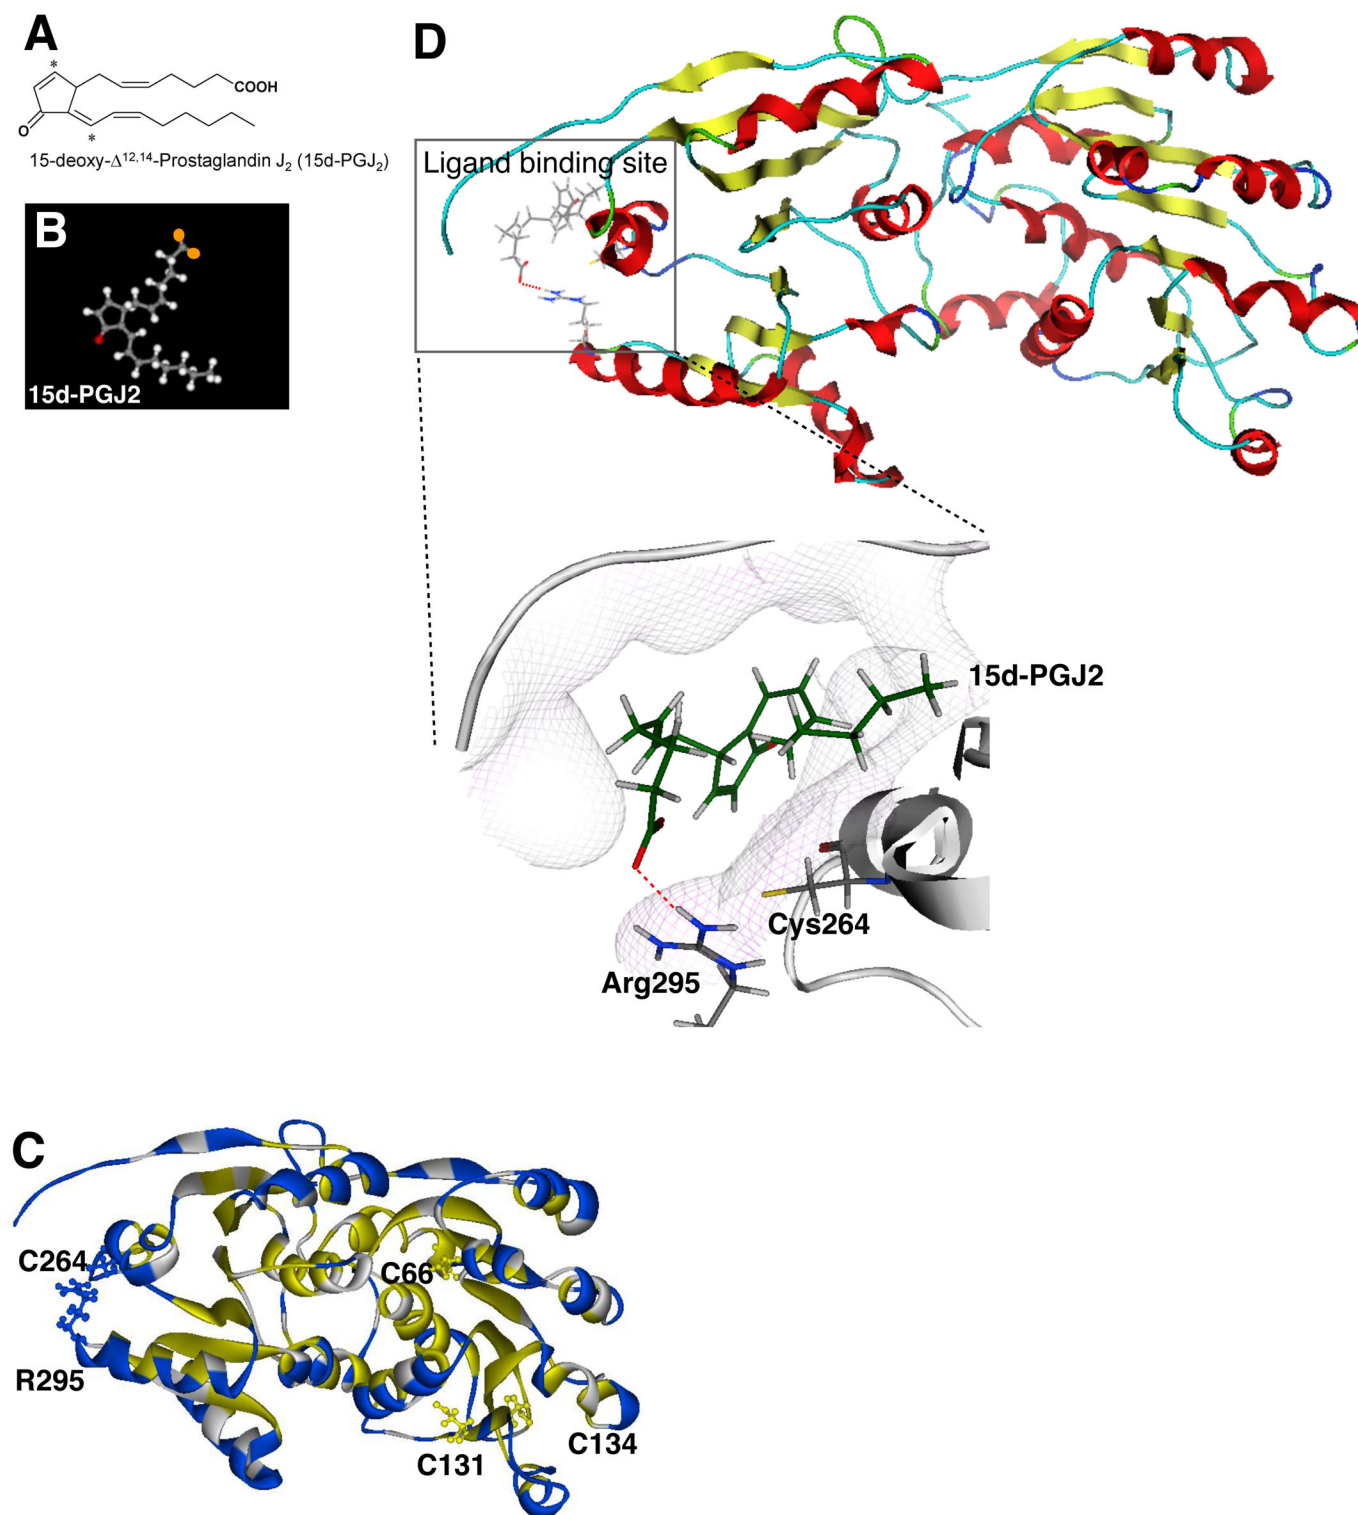 A
*
COOH
O
*
15-deoxy-Δ12,14-Prostaglandin J2 (15d-PGJ2)
B
15d-PGJ2
D
Ligand binding site
15d-PGJ2
Cys264
Arg295
C
C264
C66
R295
C131
C134